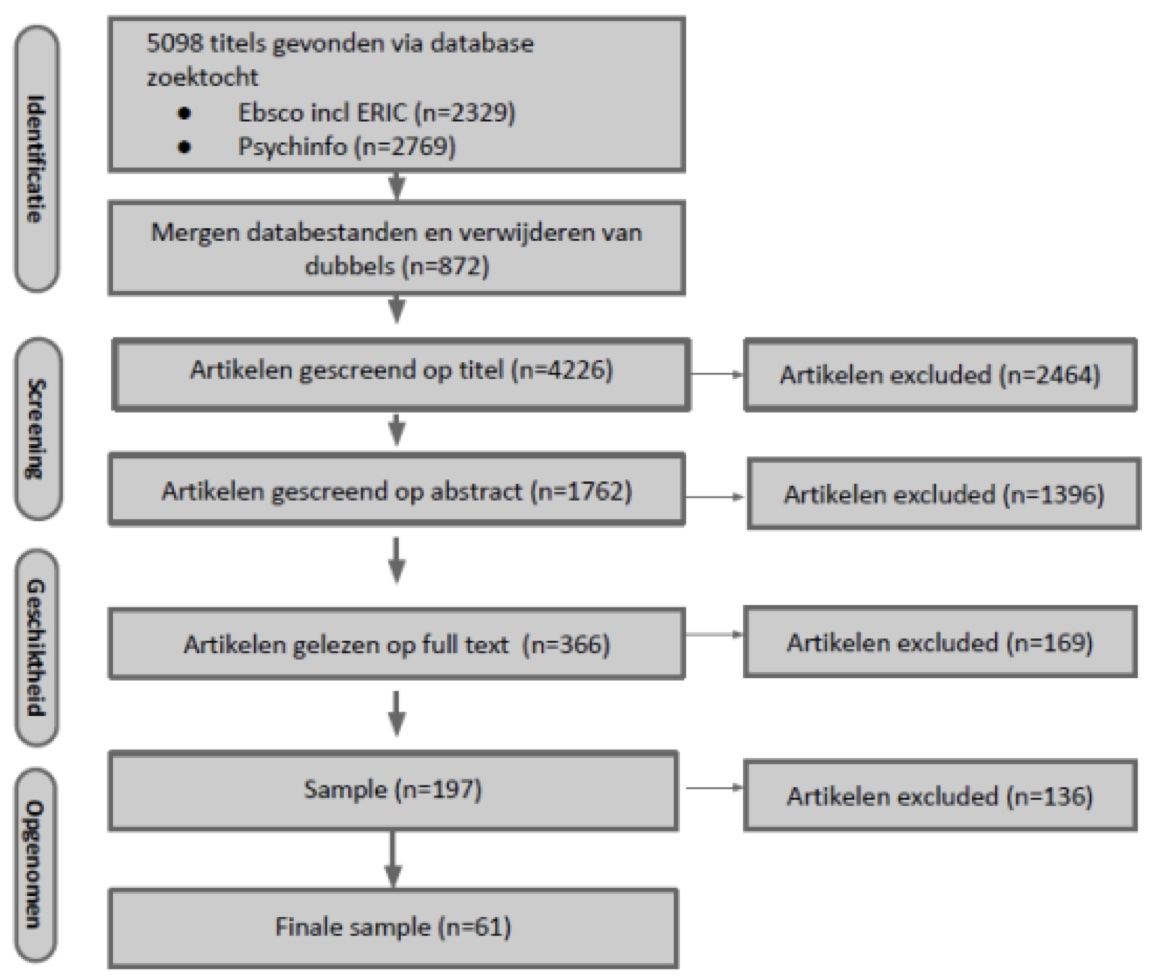 Identificatie
5098 titels gevonden via database
zoektocht
● Ebsco incl ERIC (n=2329)
● Psychinfo (n=2769)
Mergen databestanden en verwijderen van
dubbels (n=872)
Screening
Artikelen gescreend op titel (n=4226)
Artikelen excluded (n=2464)
Artikelen gescreend op abstract (n=1762)
Artikelen excluded (n=1396)
Geschiktheid
Artikelen gelezen op full text (n=366)
Artikelen excluded (n=169)
Opgenomen
Sample (n=197)
Artikelen excluded (n=136)
Finale sample (n=61)